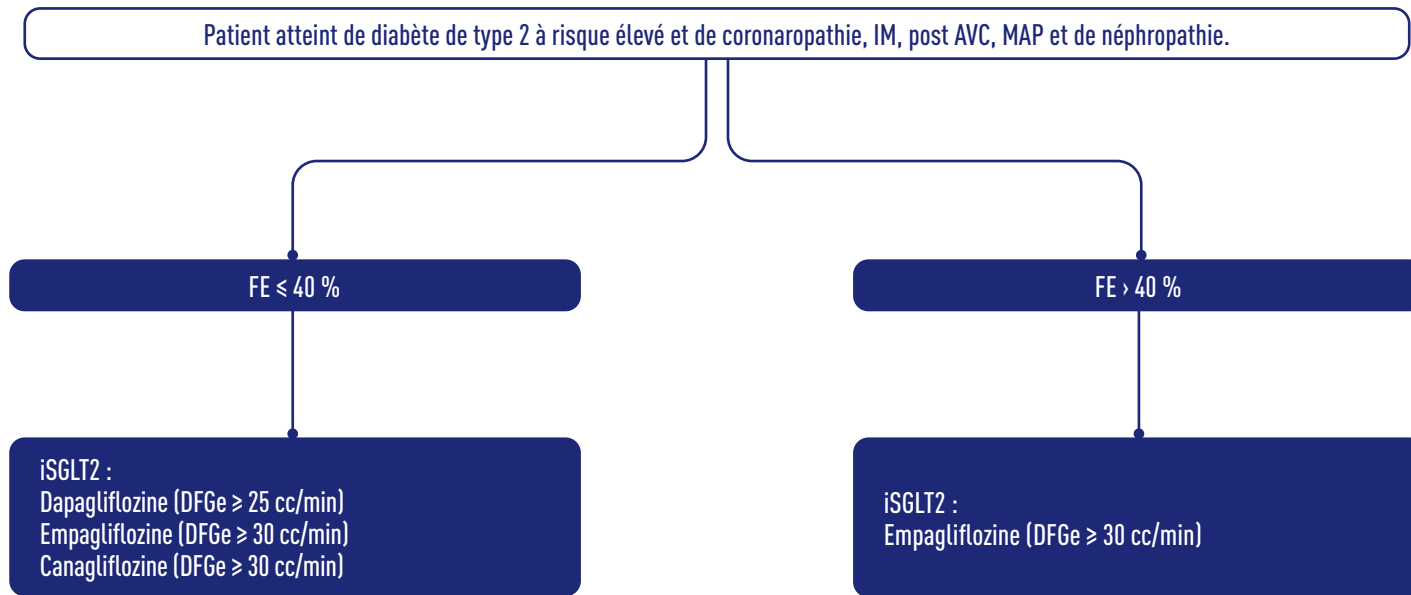 Patient atteint de diabète de type 2 à risque élevé et de coronaropathie, IM, post AVC, MAP et de néphropathie.
FE ≤ 40 %
FE › 40 %
iSGLT2 :
Dapagliflozine (DFGe ≥ 25 cc/min)
Empagliflozine (DFGe ≥ 30 cc/min)
Canagliflozine (DFGe ≥ 30 cc/min)
iSGLT2 :
Empagliflozine (DFGe ≥ 30 cc/min)